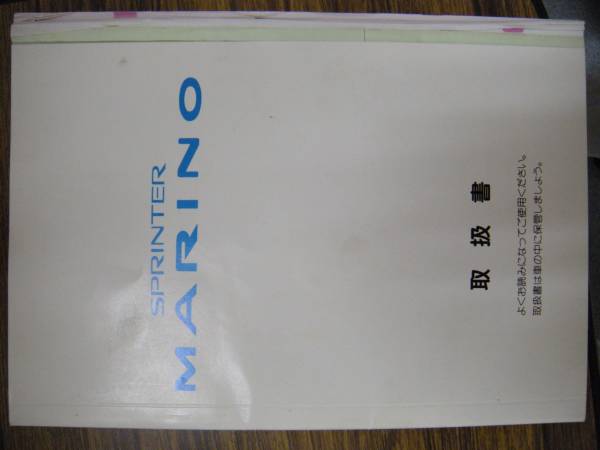 SPRINTER
MARINO
取扱書
よくお読みになってご使用ください。
取扱書は車の中に保管しましょう。